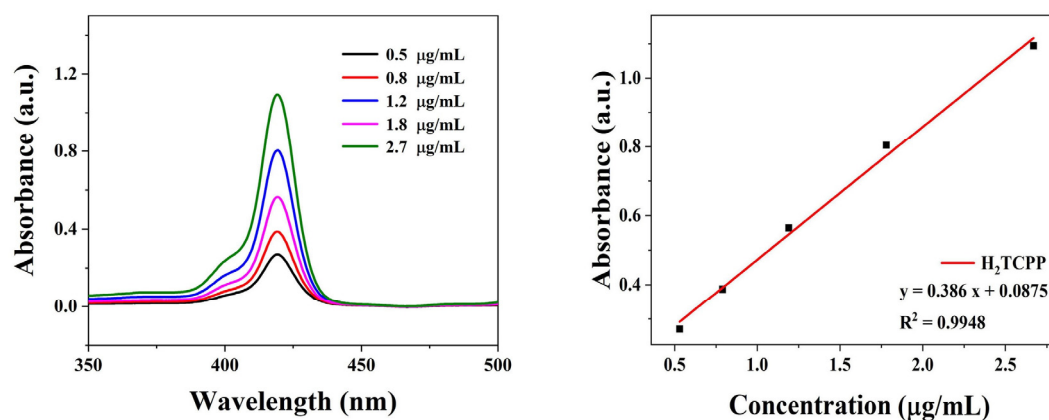 Absorbance (a.u.)
1.2
0.8
0.4
0.0
350
400
450
500
Wavelength (nm)
0.5 μg/mL
0.8 μg/mL
1.2 μg/mL
1.8 μg/mL
2.7 μg/mL
Absorbance (a.u.)
1.0
0.8
0.6
0.4
0.5
1.0
1.5
2.0
2.5
Concentration (μg/mL)
H₂TCPP
y = 0.386 x + 0.0875
R² = 0.9948